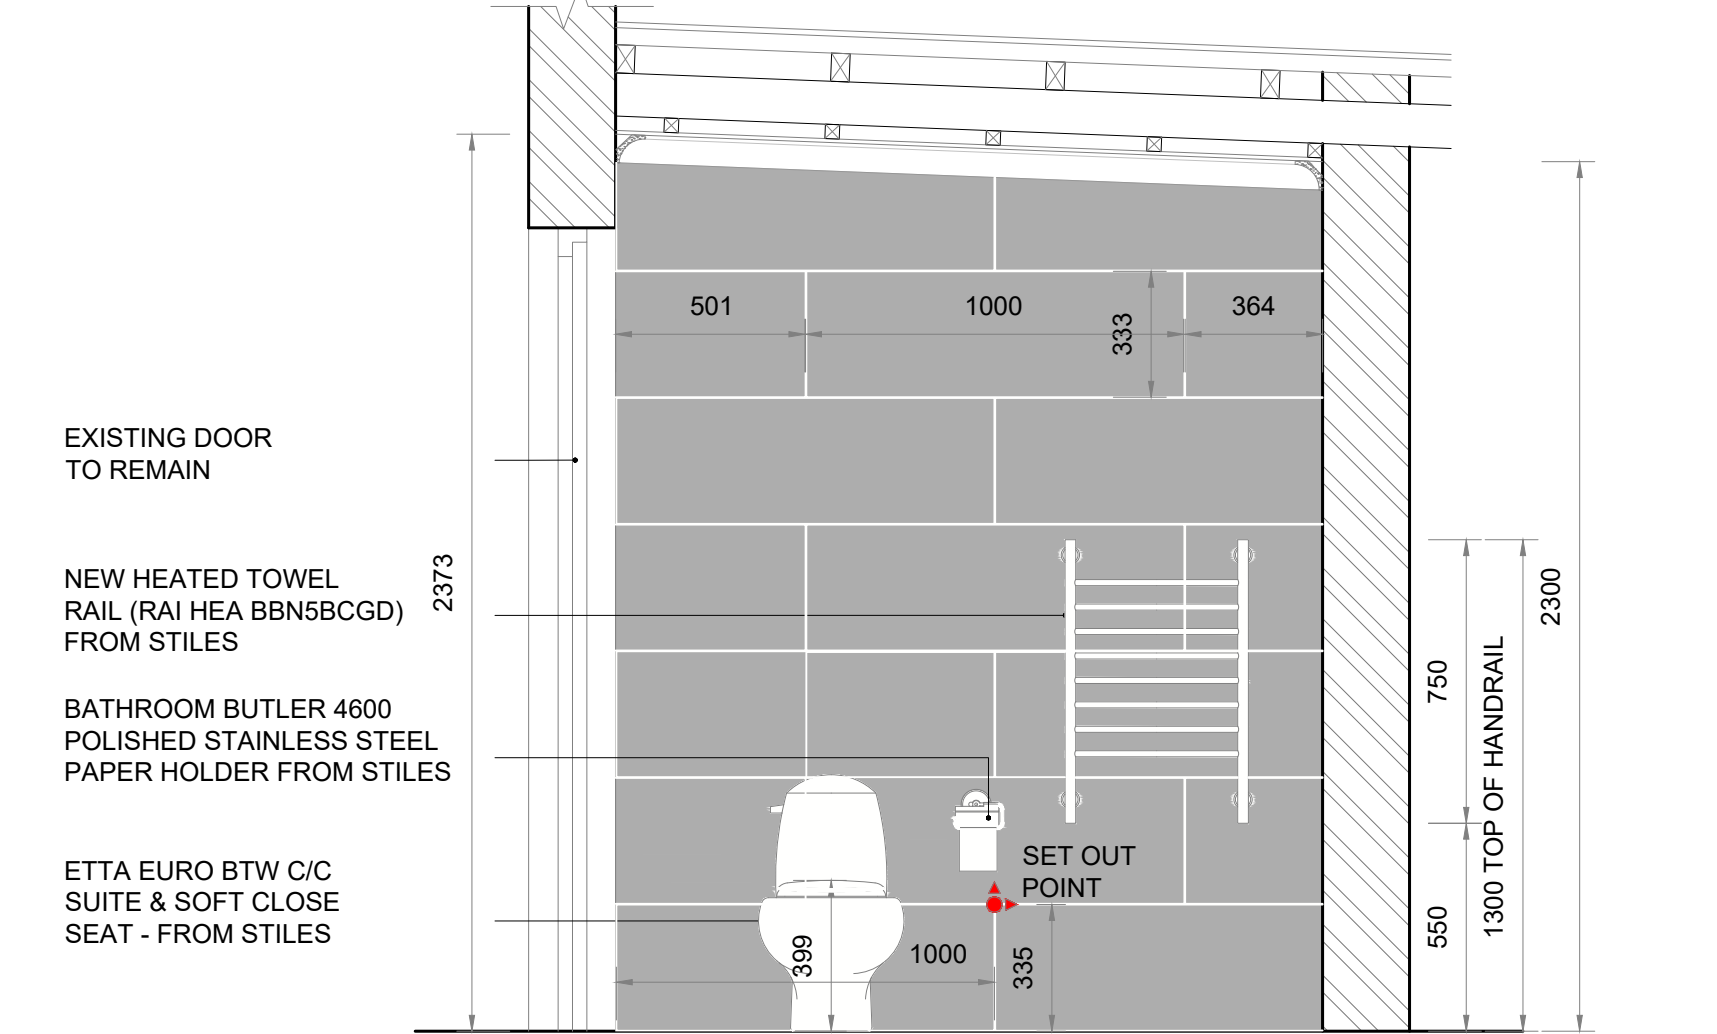 501
1000
364
333
EXISTING DOOR
TO REMAIN
2373
NEW HEATED TOWEL
RAIL (RAI HEA BBN5BCGD)
FROM STILES
BATHROOM BUTLER 4600
POLISHED STAINLESS STEEL
PAPER HOLDER FROM STILES
ETTA EURO BTW C/C
SUITE & SOFT CLOSE
SEAT - FROM STILES
SET OUT
POINT
399
1000
335
750
550
1300 TOP OF HANDRAIL
2300